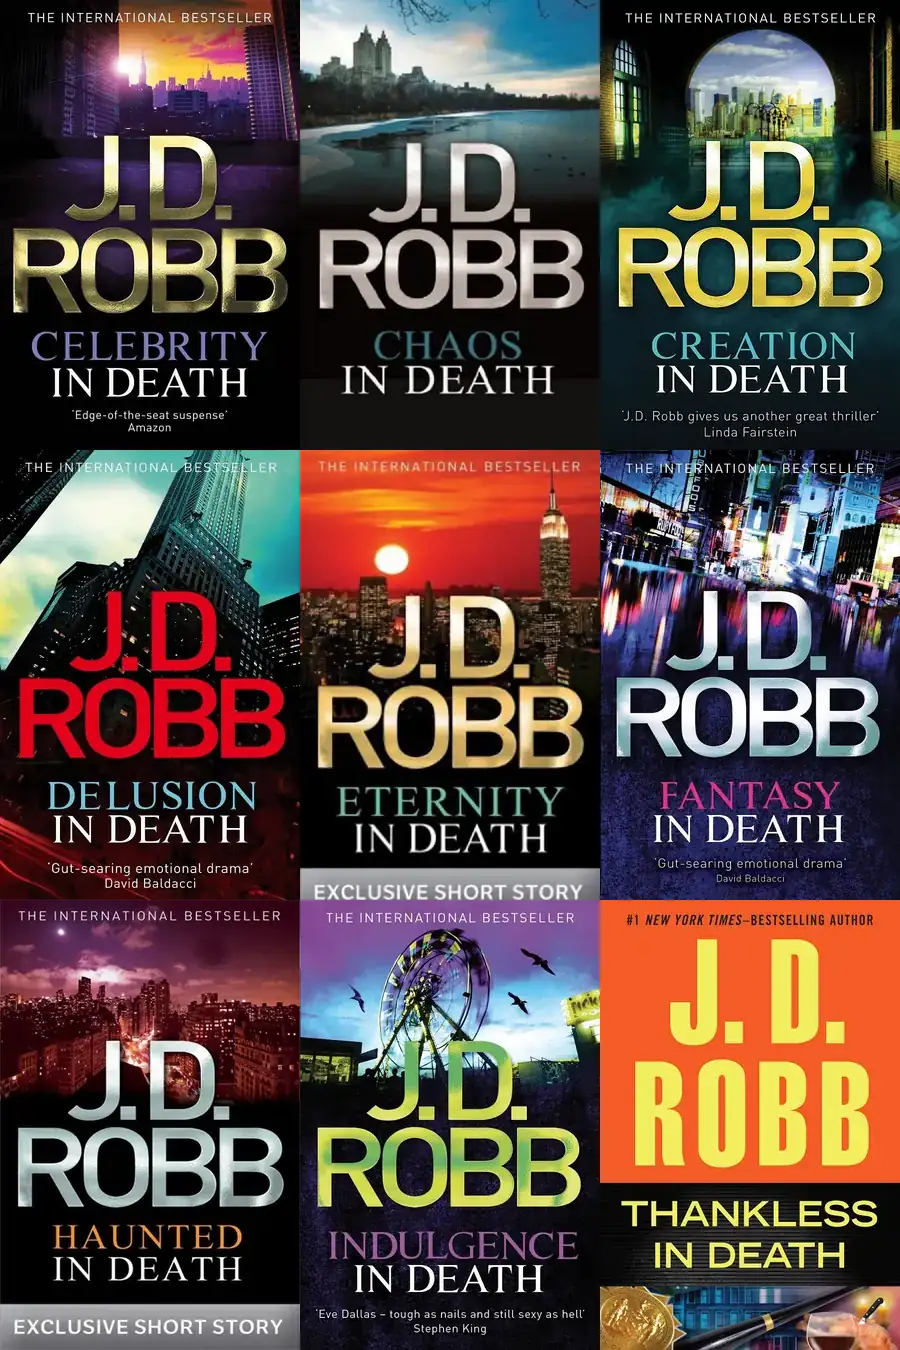 THE INTERNATIONAL BESTSELLER
J.D.
ROBB
CELEBRITY
IN DEATH
'Edge-of-the-seat suspense'
Amazon
J.D.
ROBB
CHAOS
IN DEATH
THE INTERNATIONAL BESTSELLER
J.D.
ROBB
CREATION
IN DEATH
'J.D. Robb gives us another great thriller'
Linda Fairstein
THE INTERNATIONAL BESTSELLER
J.D.
ROBB
DELUSION
IN DEATH
'Gut-searing emotional drama'
David Baldacci
THE INTERNATIONAL BESTSELLER
J.D.
ROBB
ETERNITY
IN DEATH
EXCLUSIVE SHORT STORY
THE INTERNATIONAL BESTSELLER
J.D.
ROBB
FANTASY
IN DEATH
'Gut-searing emotional drama'
David Baldacci
THE INTERNATIONAL BESTSELLER
J.D.
ROBB
HAUNTED
IN DEATH
EXCLUSIVE SHORT STORY
THE INTERNATIONAL BESTSELLER
J.D.
ROBB
INDULGENCE
IN DEATH
'Eve Dallas – tough as nails and still sexy as hell'
Stephen King
#1 NEW YORK TIMES–BESTSELLING AUTHOR
J. D.
ROBB
THANKLESS
IN DEATH